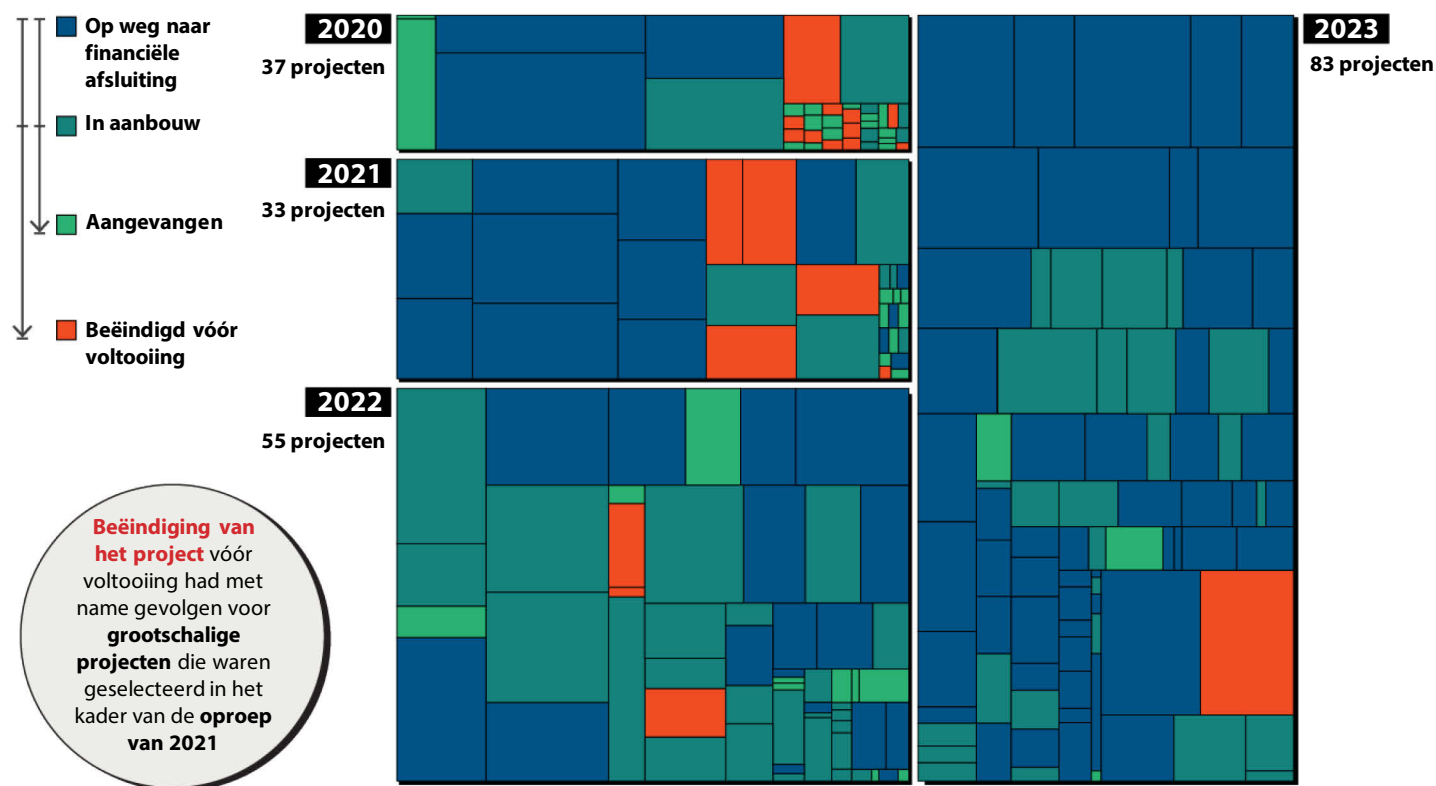 Op weg naar
financiële
afsluiting
In aanbouw
Aangevangen
Beëindigd vóór
voltooiing
2020
37 projecten
2021
33 projecten
2022
55 projecten
2023
83 projecten
Beëindiging van
het project vóór
voltooiing had met
name gevolgen voor
grootschalige
projecten die waren
geselecteerd in het
kader van de oproep
van 2021